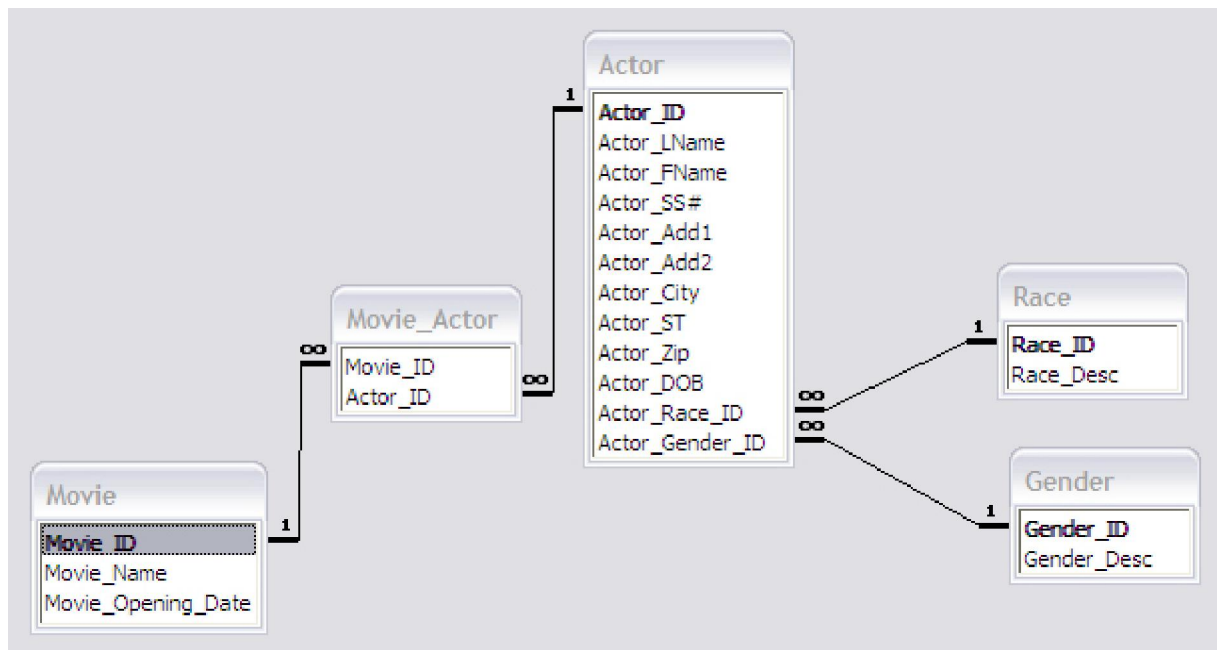 Actor
1
Actor_ID
Actor_LName
Actor_FName
Actor_SS#
Actor_Add1
Actor_Add2
Actor_City
Actor_ST
Actor_Zip
Actor_DOB
Actor_Race_ID
Actor_Gender_ID
∞
∞
Movie_Actor
∞
Movie_ID
Actor_ID
∞
Race
1
Race_ID
Race_Desc
Movie
Movie_ID
1
Movie_Name
Movie_Opening_Date
Gender
1
Gender_ID
Gender_Desc